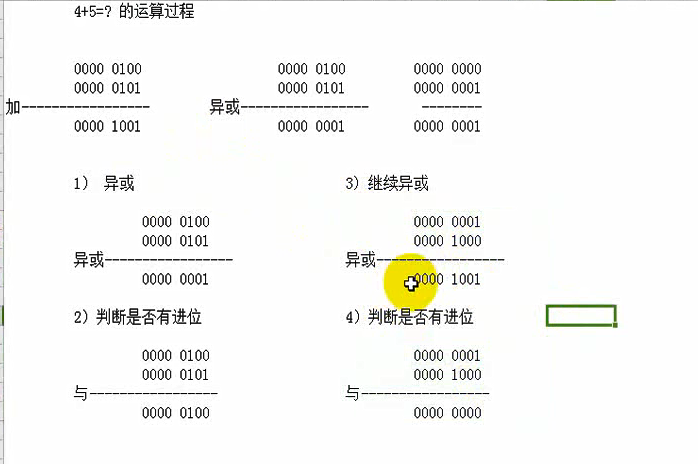 4+5=? 的运算过程
0000 0100
0000 0101
加-----------------
0000 1001
0000 0100
0000 0101
异或-----------------
0000 0001
0000 0000
0000 0001
--------
0000 0001
1) 异或
0000 0100
0000 0101
异或-----------------
0000 0001
2)判断是否有进位
0000 0100
0000 0101
与-----------------
0000 0100
3)继续异或
0000 0001
0000 1000
异或-----------------
0000 1001
4)判断是否有进位
0000 0001
0000 1000
与-----------------
0000 0000